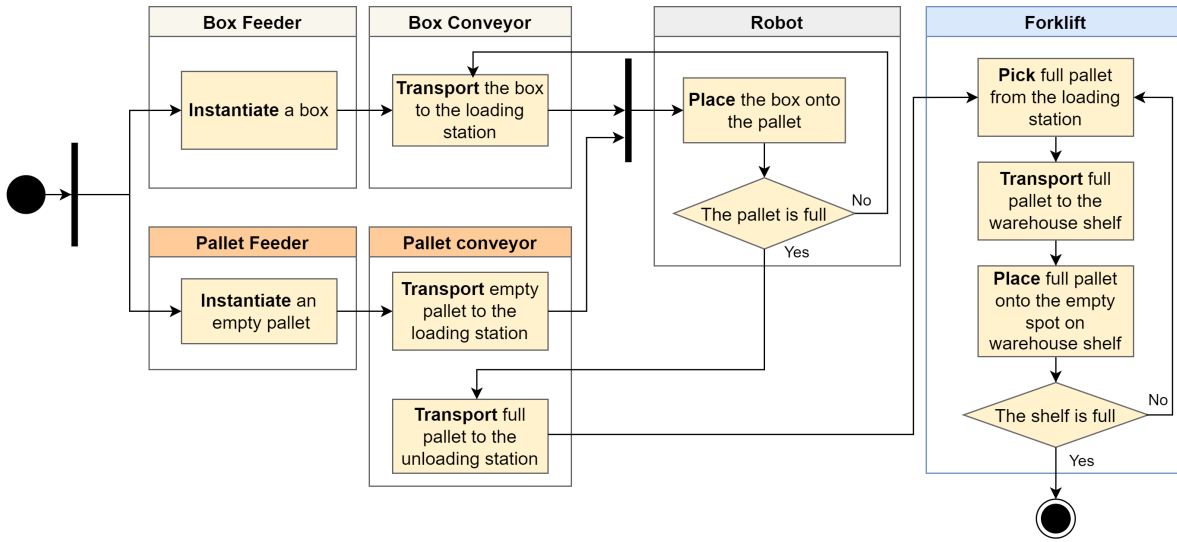 Box Feeder
Instantiate a box
Box Conveyor
Transport the box
to the loading
station
Robot
Place the box onto
the pallet
The pallet is full
No
Yes
Pallet Feeder
Instantiate an
empty pallet
Pallet conveyor
Transport empty
pallet to the
loading station
Transport full
pallet to the
unloading station
Forklift
Pick full pallet
from the loading
station
Transport full
pallet to the
warehouse shelf
Place full pallet
onto the empty
spot on
warehouse shelf
The shelf is full
No
Yes